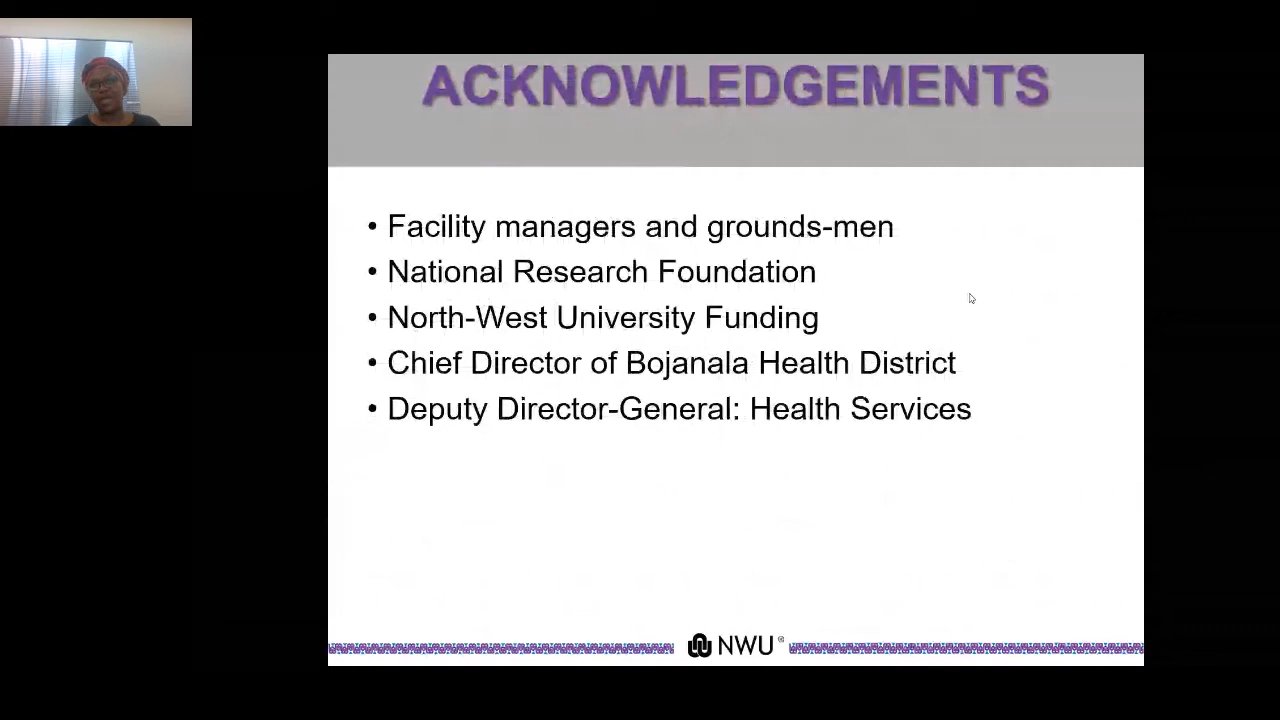 ACKNOWLEDGEMENTS
• Facility managers and grounds-men
• National Research Foundation
• North-West University Funding
• Chief Director of Bojanala Health District
• Deputy Director-General: Health Services
NWU®